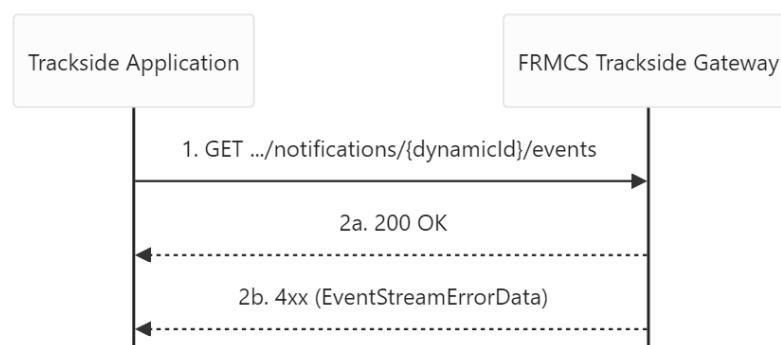 Trackside Application
FRMCS Trackside Gateway
1. GET .../notifications/{dynamicId}/events
2a. 200 OK
2b. 4xx (EventStreamErrorData)